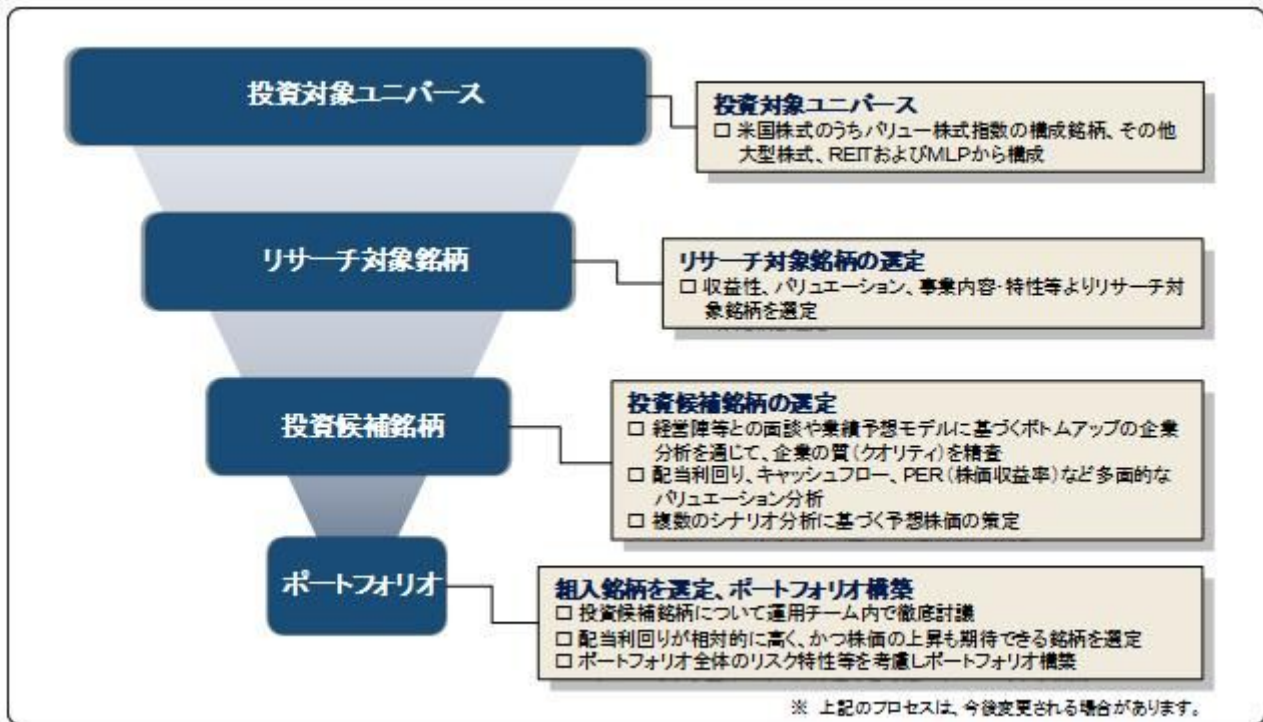 投資対象ユニバース
投資対象ユニバース
□ 米国株式のうちバリュー株式指数の構成銘柄、その他
大型株式、REITおよびMLPから構成
リサーチ対象銘柄
リサーチ対象銘柄の選定
□ 収益性、バリュエーション、事業内容・特性等よりリサーチ対
象銘柄を選定
投資候補銘柄
投資候補銘柄の選定
□ 経営陣等との面談や業績予想モデルに基づくボトムアップの企業
分析を通じて、企業の質(クオリティ)を精査
□ 配当利回り、キャッシュフロー、PER(株価収益率)など多面的な
バリュエーション分析
□ 複数のシナリオ分析に基づく予想株価の策定
ポートフォリオ
組入銘柄を選定、ポートフォリオ構築
□ 投資候補銘柄について運用チーム内で徹底討議
□ 配当利回りが相対的に高く、かつ株価の上昇も期待できる銘柄を選定
□ ポートフォリオ全体のリスク特性等を考慮しポートフォリオ構築
※ 上記のプロセスは、今後変更される場合があります。